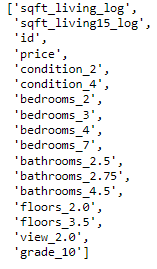 ['sqft_living_log',
'sqft_living15_log',
'id',
'price',
'condition_2',
'condition_4',
'bedrooms_2',
'bedrooms_3',
'bedrooms_4',
'bedrooms_7',
'bathrooms_2.5',
'bathrooms_2.75',
'bathrooms_4.5',
'floors_2.0',
'floors_3.5',
'view_2.0',
'grade_10']